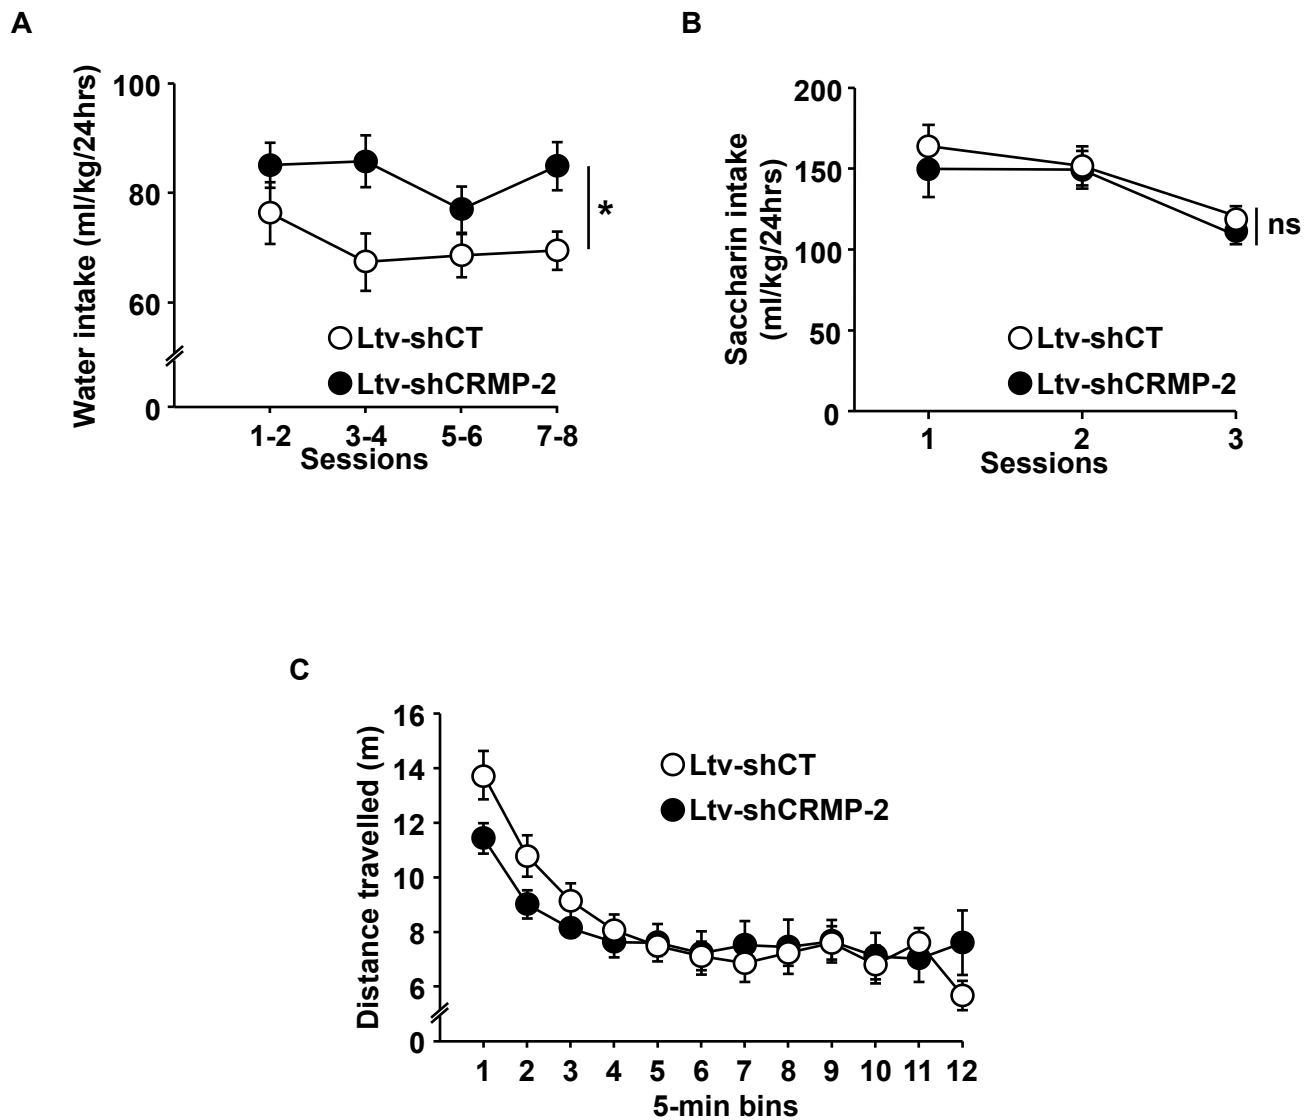 A
Water intake (ml/kg/24hrs)
100
80
60
0
*
Ltv-shCT
Ltv-shCRMP-2
1-2 3-4 5-6 7-8
Sessions
B
Saccharin intake
(ml/kg/24hrs)
200
150
100
50
0
ns
Ltv-shCT
Ltv-shCRMP-2
1 2 3
Sessions
C
Distance travelled (m)
16
14
12
10
8
6
0
Ltv-shCT
Ltv-shCRMP-2
1 2 3 4 5 6 7 8 9 10 11 12
5-min bins